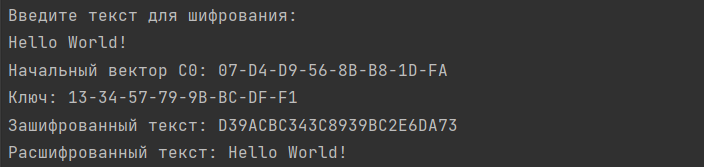 Введите текст для шифрования:
Hello World!
Начальный вектор C0: 07-D4-D9-56-8B-B8-1D-FA
Ключ: 13-34-57-79-9B-BC-DF-F1
Зашифрованный текст: D39ACBC343C8939BC2E6DA73
Расшифрованный текст: Hello World!